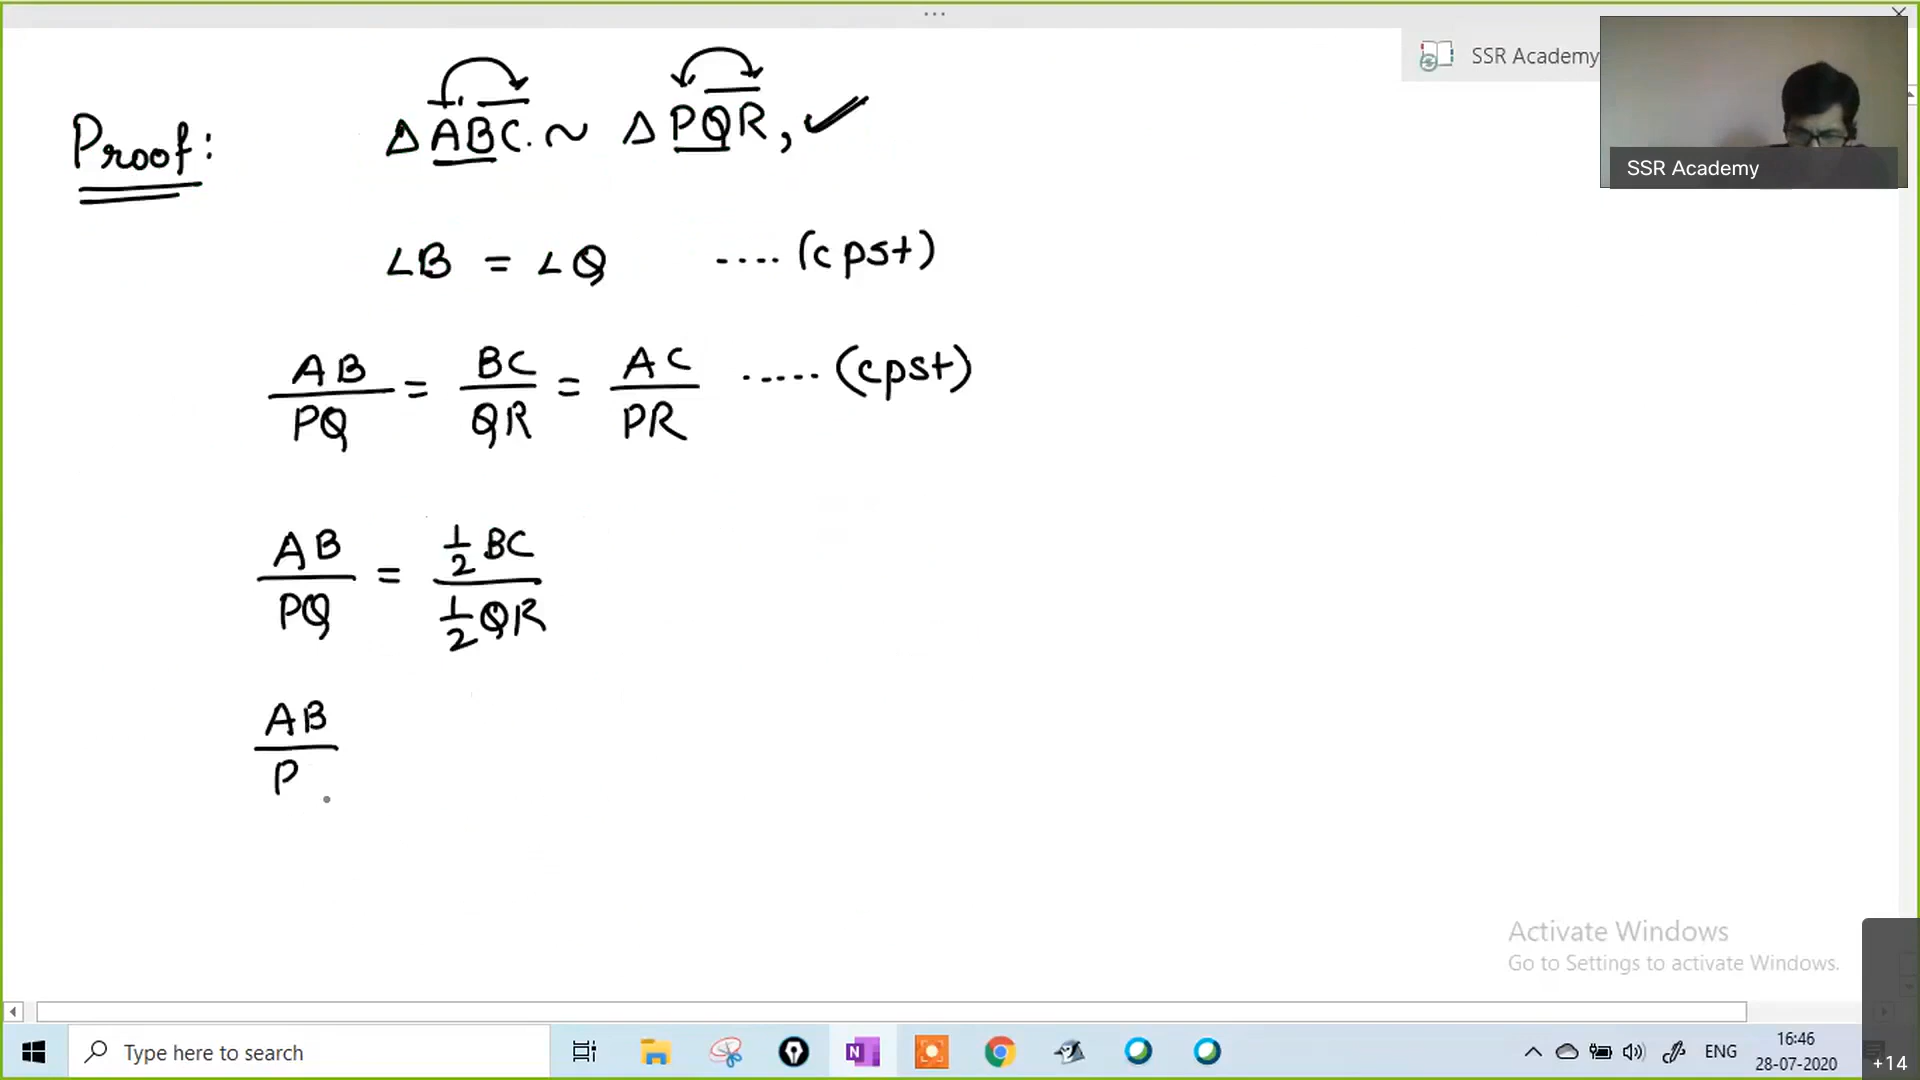 ...
SSR Academy
SSR Academy
Proof: Δ ABC ~ Δ PQR,
∠B = ∠Q .... (cpst)
AB/PQ = BC/QR = AC/PR ..... (cpst)
AB/PQ = ½BC/½QR
AB/P
Activate Windows
Go to Settings to activate Windows.
Type here to search
ENG
16:46
28-07-2020
+14